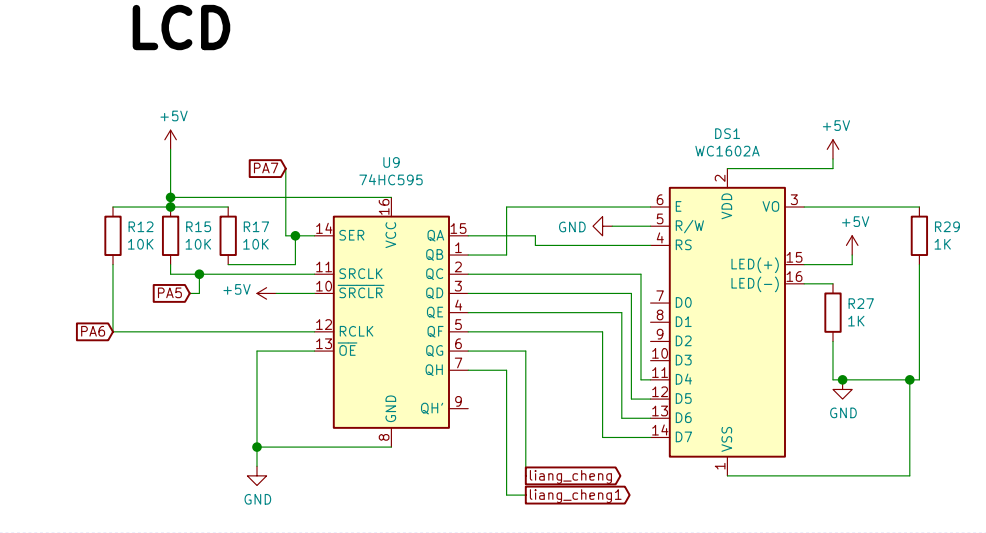 LCD
+5V
PA7
U9
74HC595
DS1
WC1602A
+5V
R12
10K
R15
10K
R17
10K
PA5
+5V
PA6
GND
14 SER
11 SRCLK
10 SRCLR
12 RCLK
13 OE
16 VCC
8 GND
QA 15
QB 1
QC 2
QD 3
QE 4
QF 5
QG 6
QH 7
QH' 9
liang_cheng
liang_cheng1
GND
6 E
5 R/W
4 RS
7 D0
8 D1
9 D2
10 D3
11 D4
12 D5
13 D6
14 D7
2 VDD
1 VSS
VO 3
LED(+) 15
LED(-) 16
+5V
R29
1K
R27
1K
GND